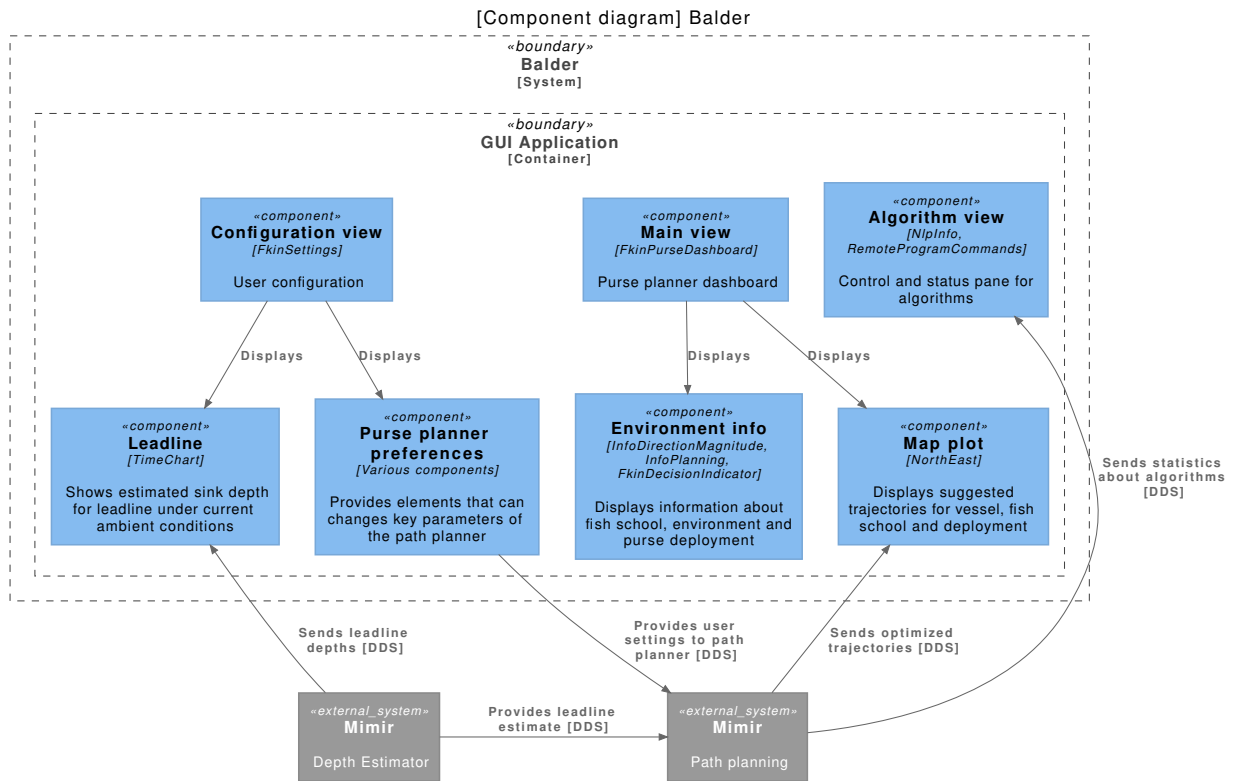 [Component diagram] Balder
«boundary»
Balder
[System]
«boundary»
GUI Application
[Container]
«component»
Configuration view
[FkinSettings]
User configuration
«component»
Main view
[FkinPurseDashboard]
Purse planner dashboard
«component»
Algorithm view
[NlpInfo,
RemoteProgramCommands]
Control and status pane for
algorithms
Displays
Displays
Displays
Displays
«component»
Leadline
[TimeChart]
Shows estimated sink depth
for leadline under current
ambient conditions
«component»
Purse planner
preferences
[Various components]
Provides elements that can
changes key parameters of
the path planner
«component»
Environment info
[InfoDirectionMagnitude,
InfoPlanning,
FkinDecisionIndicator]
Displays information about
fish school, environment and
purse deployment
«component»
Map plot
[NorthEast]
Displays suggested
trajectories for vessel, fish
school and deployment
Sends statistics
about algorithms
[DDS]
Sends leadline
depths [DDS]
Provides user
settings to path
planner [DDS]
Sends optimized
trajectories [DDS]
«external_system»
Mimir
Depth Estimator
Provides leadline
estimate [DDS]
«external_system»
Mimir
Path planning